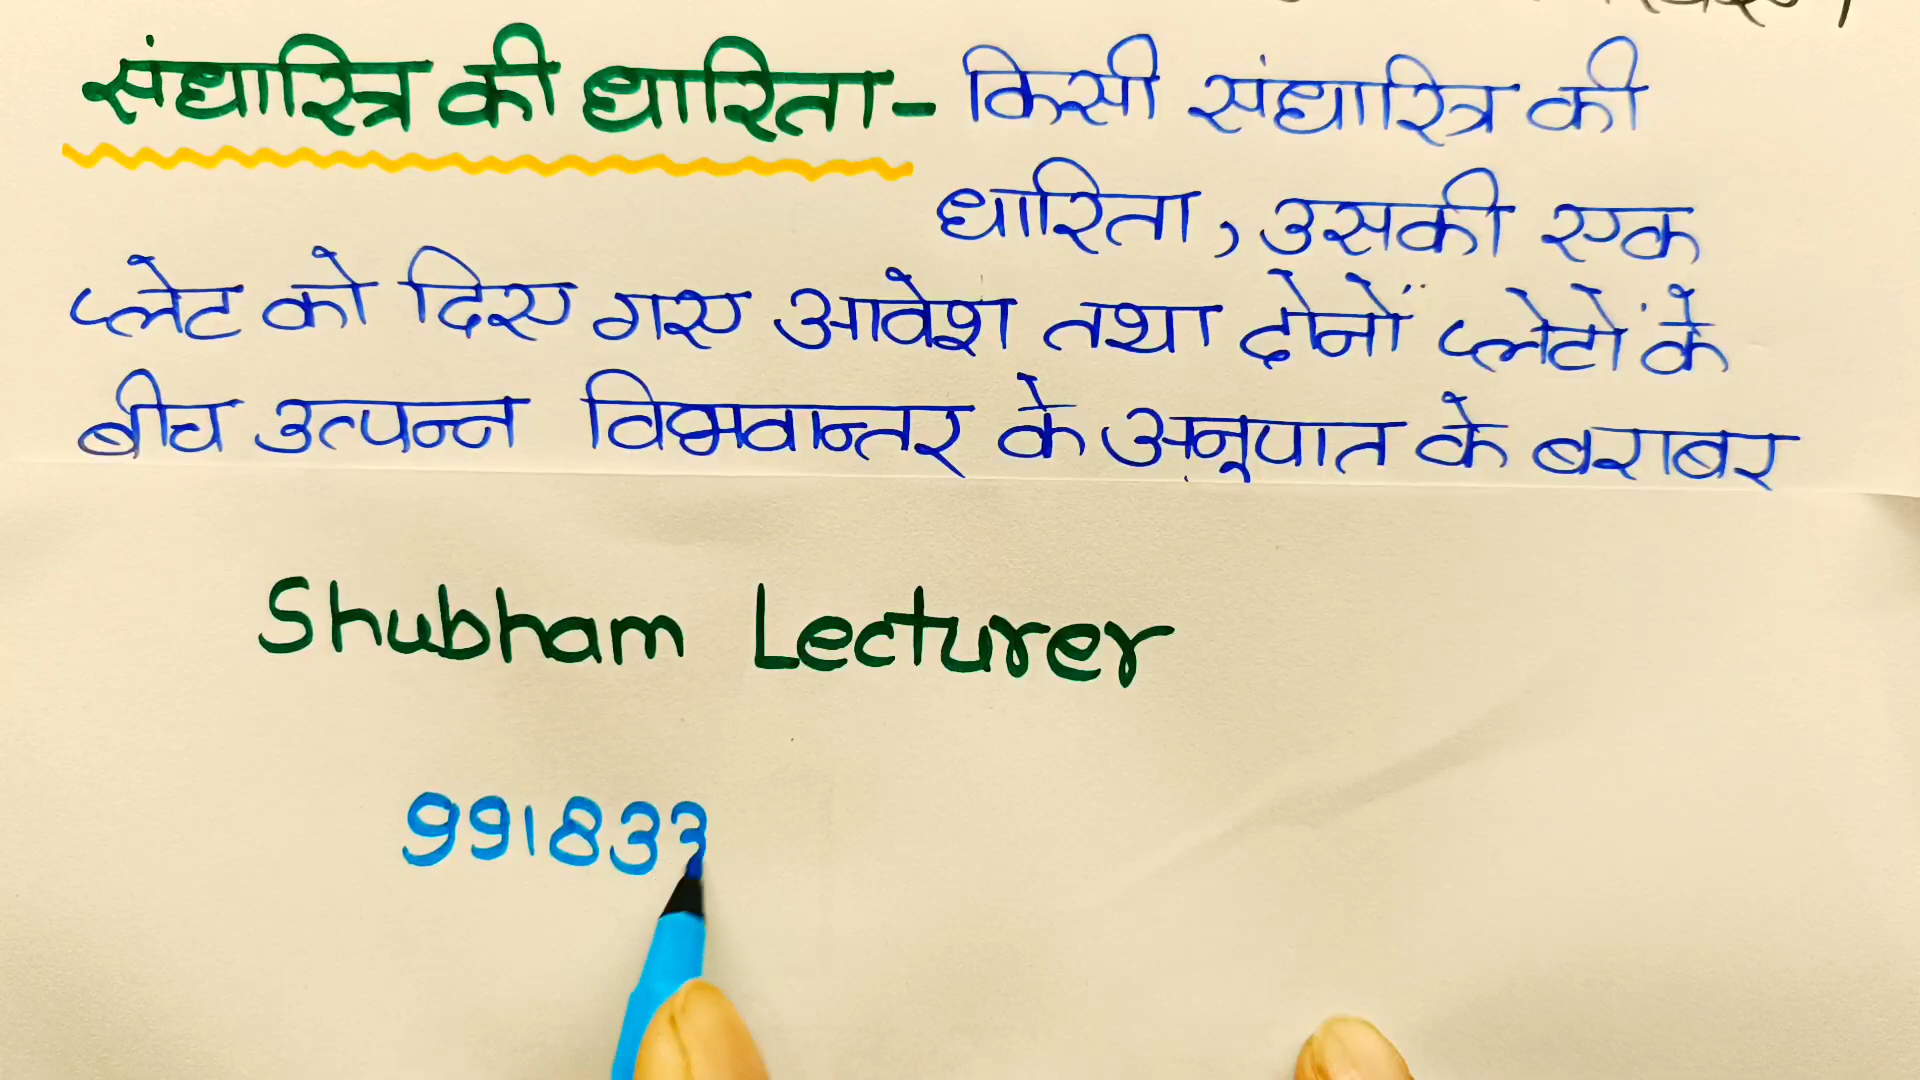 संधारित्र की धारिता - किसी संधारित्र की
धारिता, उसकी एक
प्लेट को दिए गए आवेश तथा दोनों प्लेटों के
बीच उत्पन्न विभवान्तर के अनुपात के बराबर
Shubham Lecturer
991833